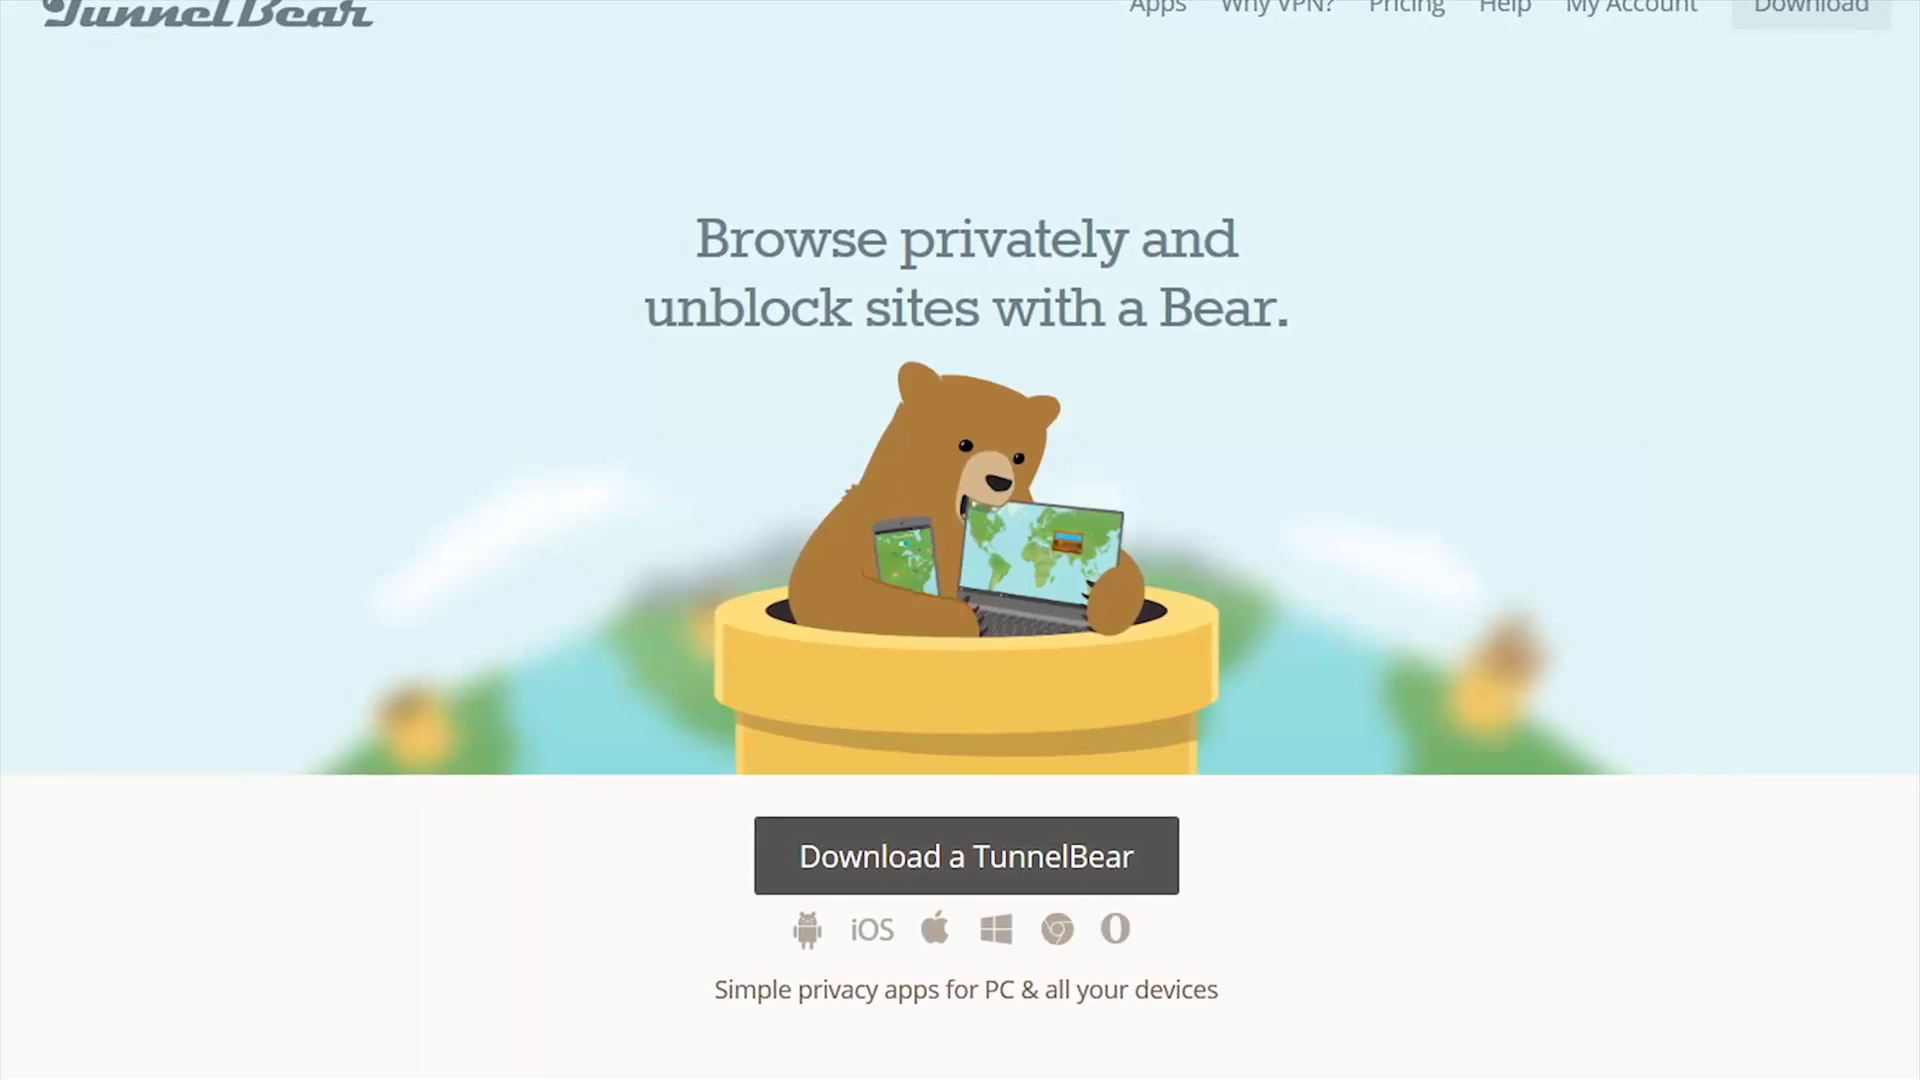 TunnelBear
Apps Why VPN? Pricing Help My Account Download
Browse privately and
unblock sites with a Bear.
Download a TunnelBear
iOS
Simple privacy apps for PC & all your devices